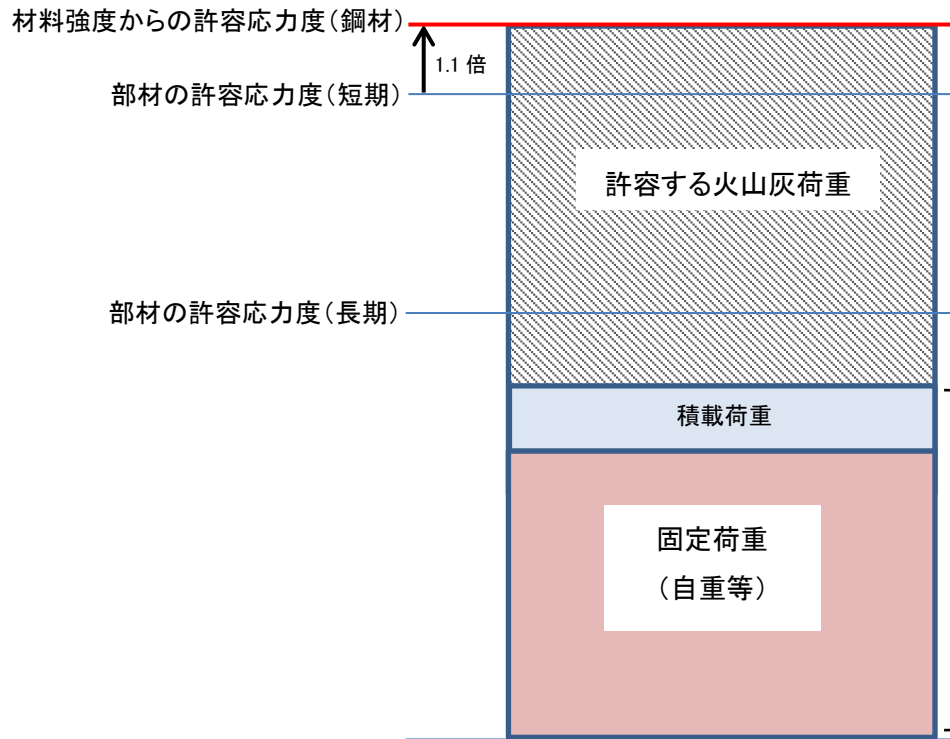 材料強度からの許容応力度(鋼材)
1.1 倍
部材の許容応力度(短期)
許容する火山灰荷重
部材の許容応力度(長期)
積載荷重
固定荷重
(自重等)